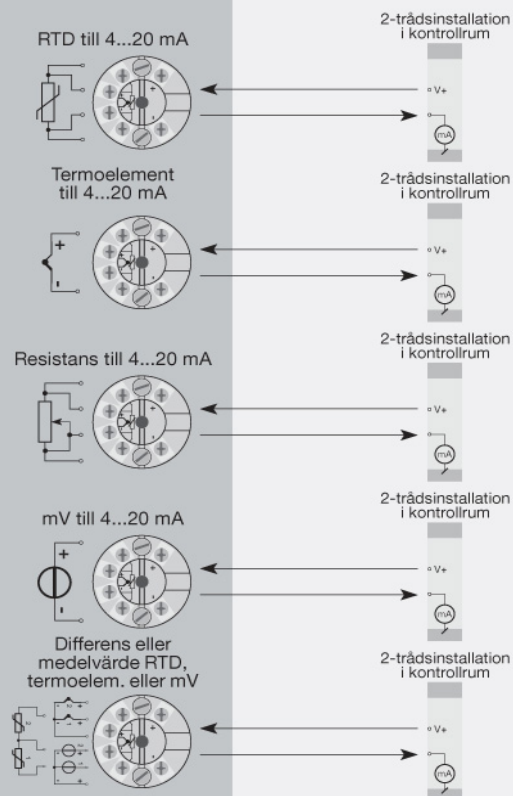 RTD till 4...20 mA
2-trådsinstallation
i kontrollrum
V+
mA
Termoelement
till 4...20 mA
+
-
2-trådsinstallation
i kontrollrum
V+
mA
Resistans till 4...20 mA
2-trådsinstallation
i kontrollrum
V+
mA
mV till 4...20 mA
+
-
2-trådsinstallation
i kontrollrum
V+
mA
Differens eller
medelvärde RTD,
termoelem. eller mV
2-trådsinstallation
i kontrollrum
V+
mA